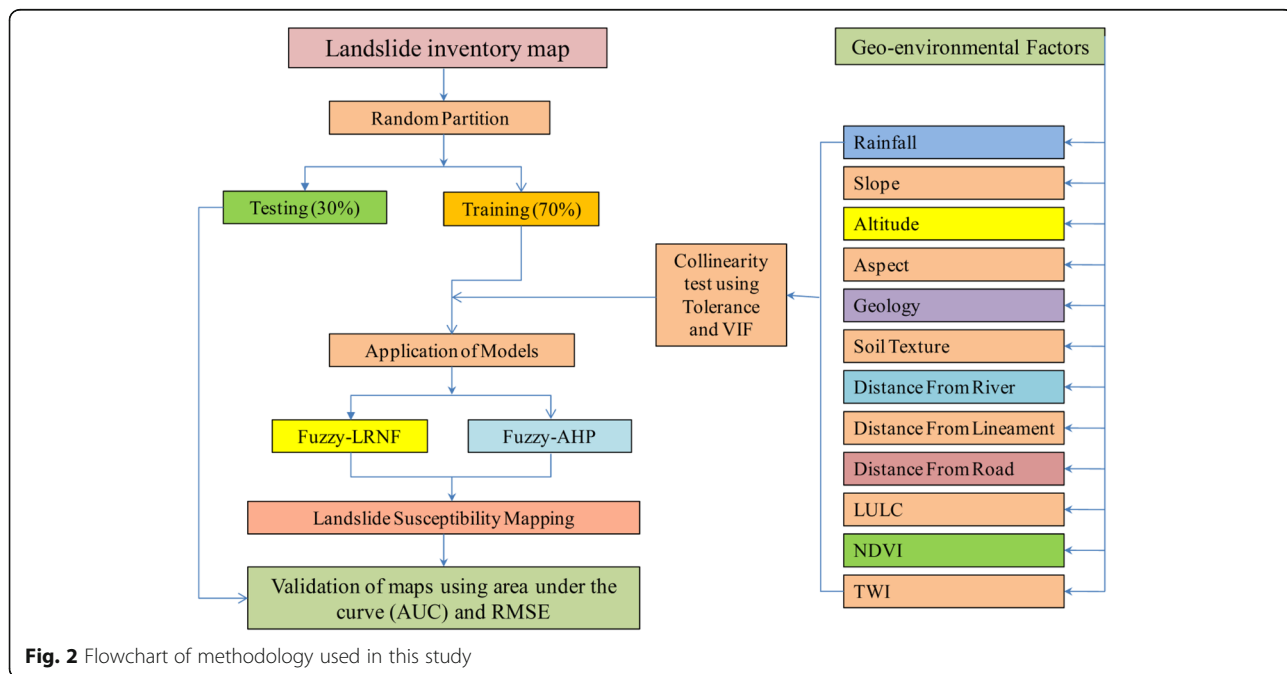 Landslide inventory map
Random Partition
Testing (30%)
Training (70%)
Application of Models
Fuzzy-LRNF
Fuzzy-AHP
Landslide Susceptibility Mapping
Validation of maps using area under the
curve (AUC) and RMSE
Collinearity
test using
Tolerance
and VIF
Geo-environmental Factors
Rainfall
Slope
Altitude
Aspect
Geology
Soil Texture
Distance From River
Distance From Lineament
Distance From Road
LULC
NDVI
TWI
Fig. 2 Flowchart of methodology used in this study